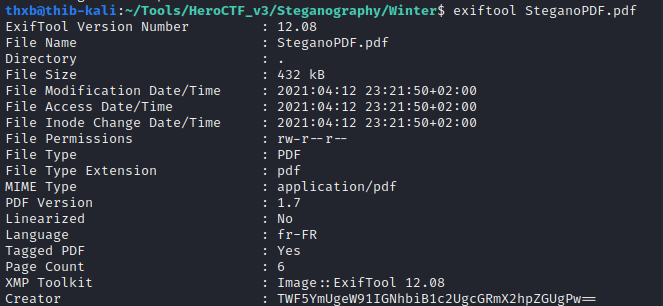 thxb@thib-kali:~/Tools/HeroCTF_v3/Steganography/Winter$ exiftool SteganoPDF.pdf
ExifTool Version Number : 12.08
File Name : SteganoPDF.pdf
Directory : .
File Size : 432 kB
File Modification Date/Time : 2021:04:12 23:21:50+02:00
File Access Date/Time : 2021:04:12 23:21:50+02:00
File Inode Change Date/Time : 2021:04:12 23:21:50+02:00
File Permissions : rw-r--r--
File Type : PDF
File Type Extension : pdf
MIME Type : application/pdf
PDF Version : 1.7
Linearized : No
Language : fr-FR
Tagged PDF : Yes
Page Count : 6
XMP Toolkit : Image::ExifTool 12.08
Creator : TWF5YmUgeW91IGNhbiB1c2UgcGRmX2hpZGUgPw==